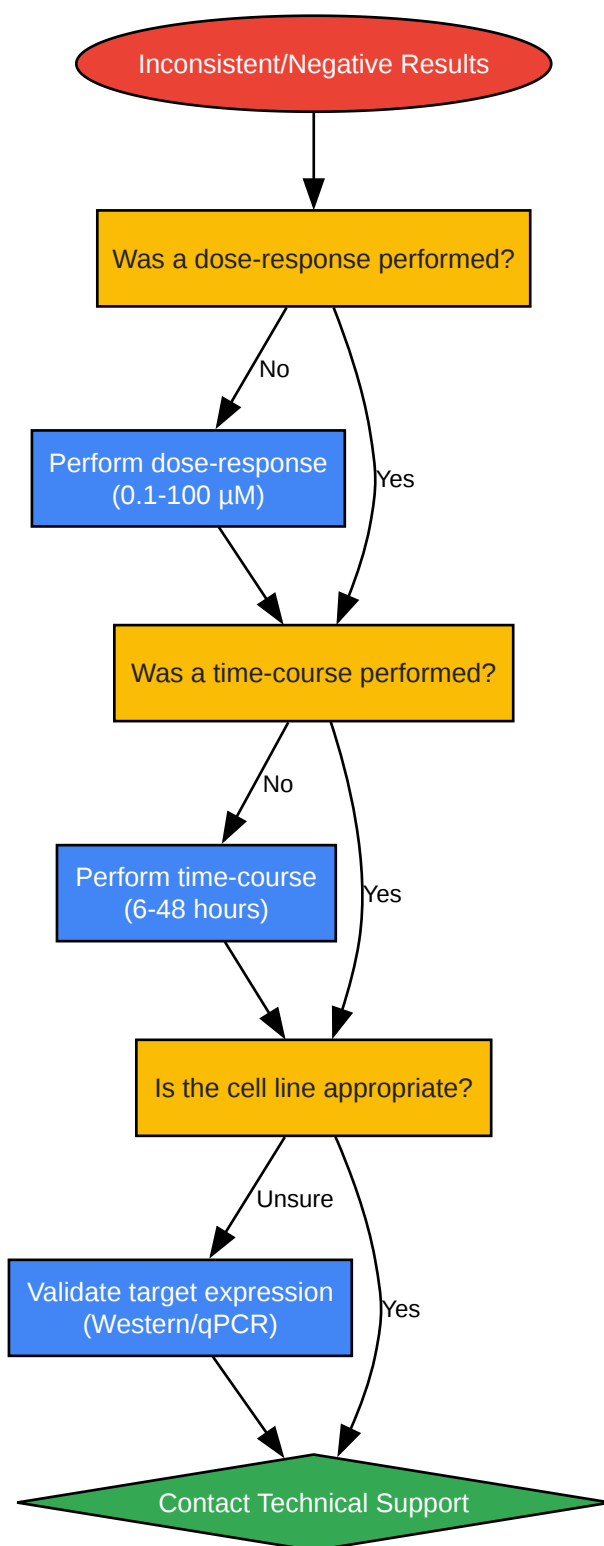 Inconsistent/Negative Results
Was a dose-response performed?
No
Perform dose-response
(0.1-100 µM)
Yes
Was a time-course performed?
No
Perform time-course
(6-48 hours)
Yes
Is the cell line appropriate?
Unsure
Validate target expression
(Western/qPCR)
Yes
Contact Technical Support